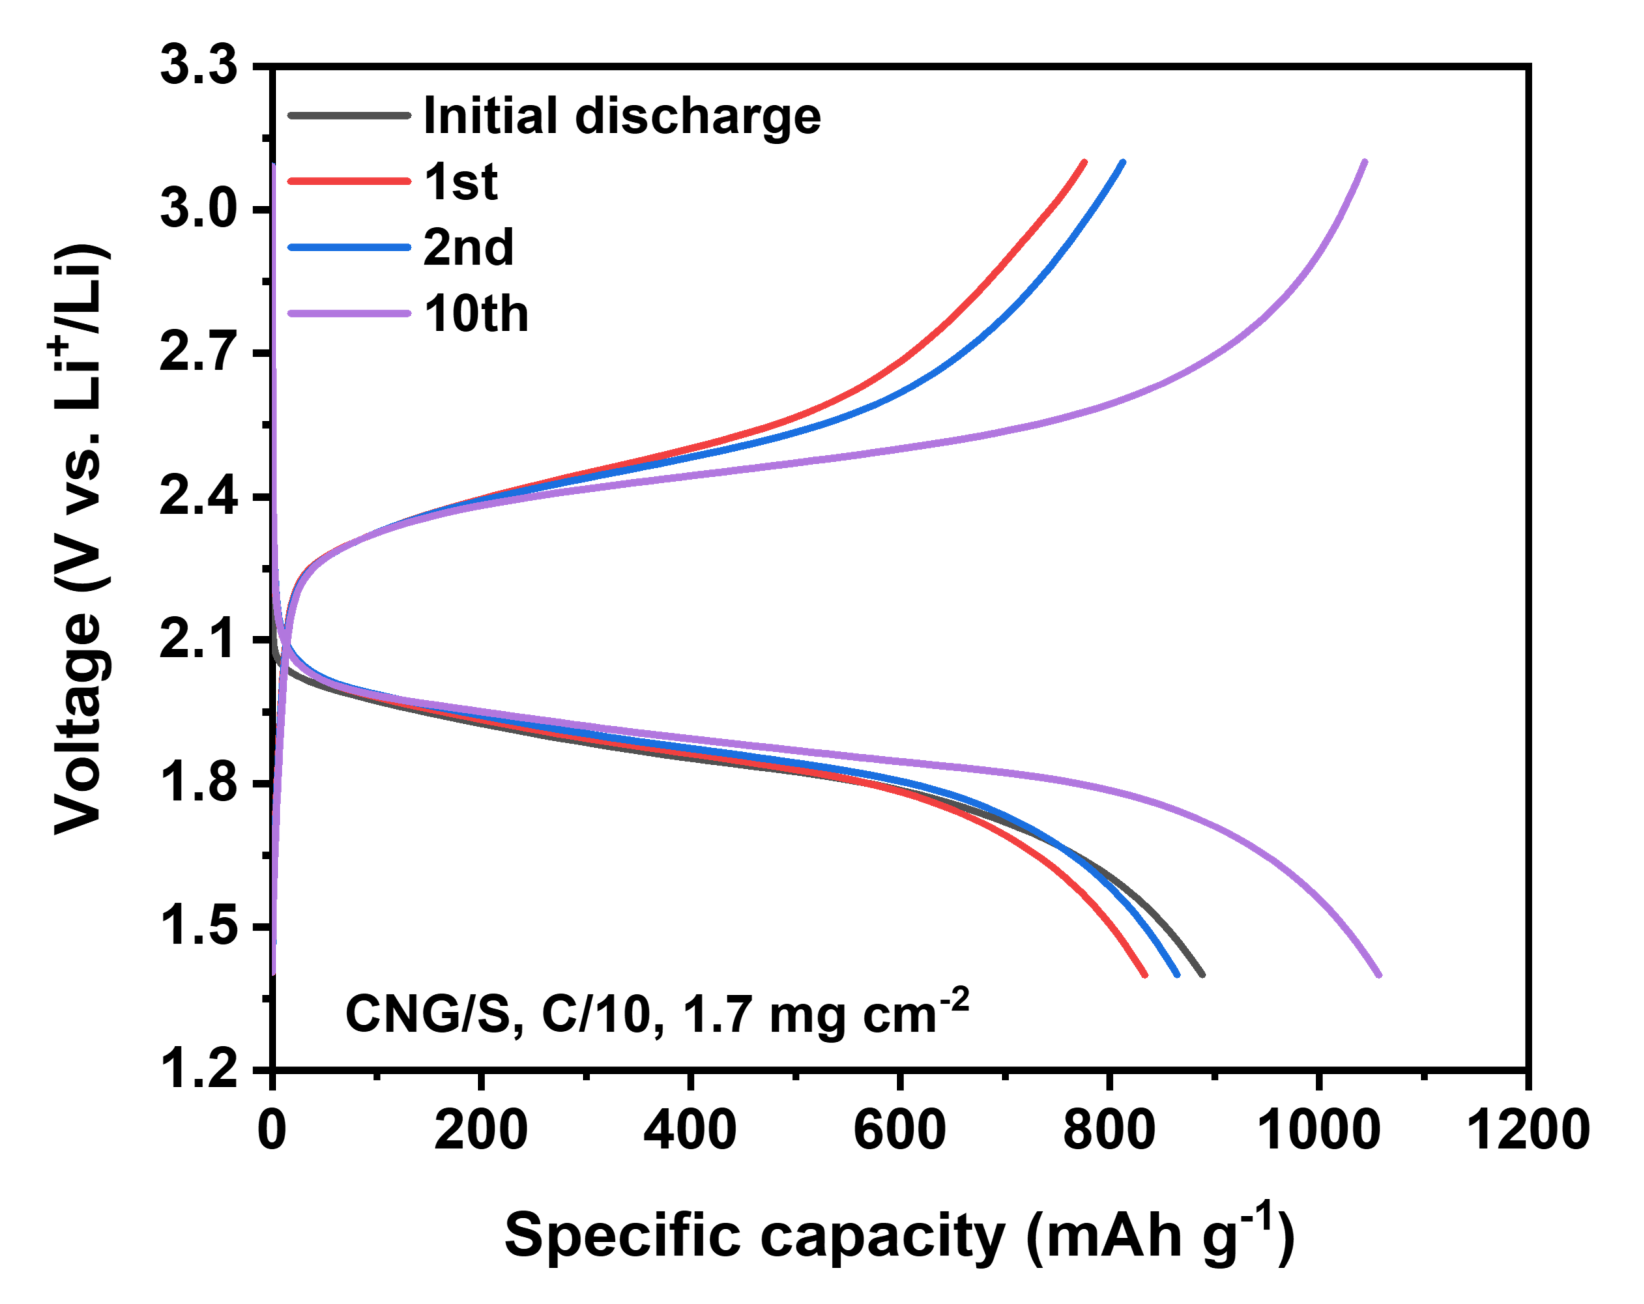 3.3
3.0
2.7
2.4
2.1
1.8
1.5
1.2
Voltage (V vs. Li⁺/Li)
Initial discharge
1st
2nd
10th
CNG/S, C/10, 1.7 mg cm⁻²
0 200 400 600 800 1000 1200
Specific capacity (mAh g⁻¹)